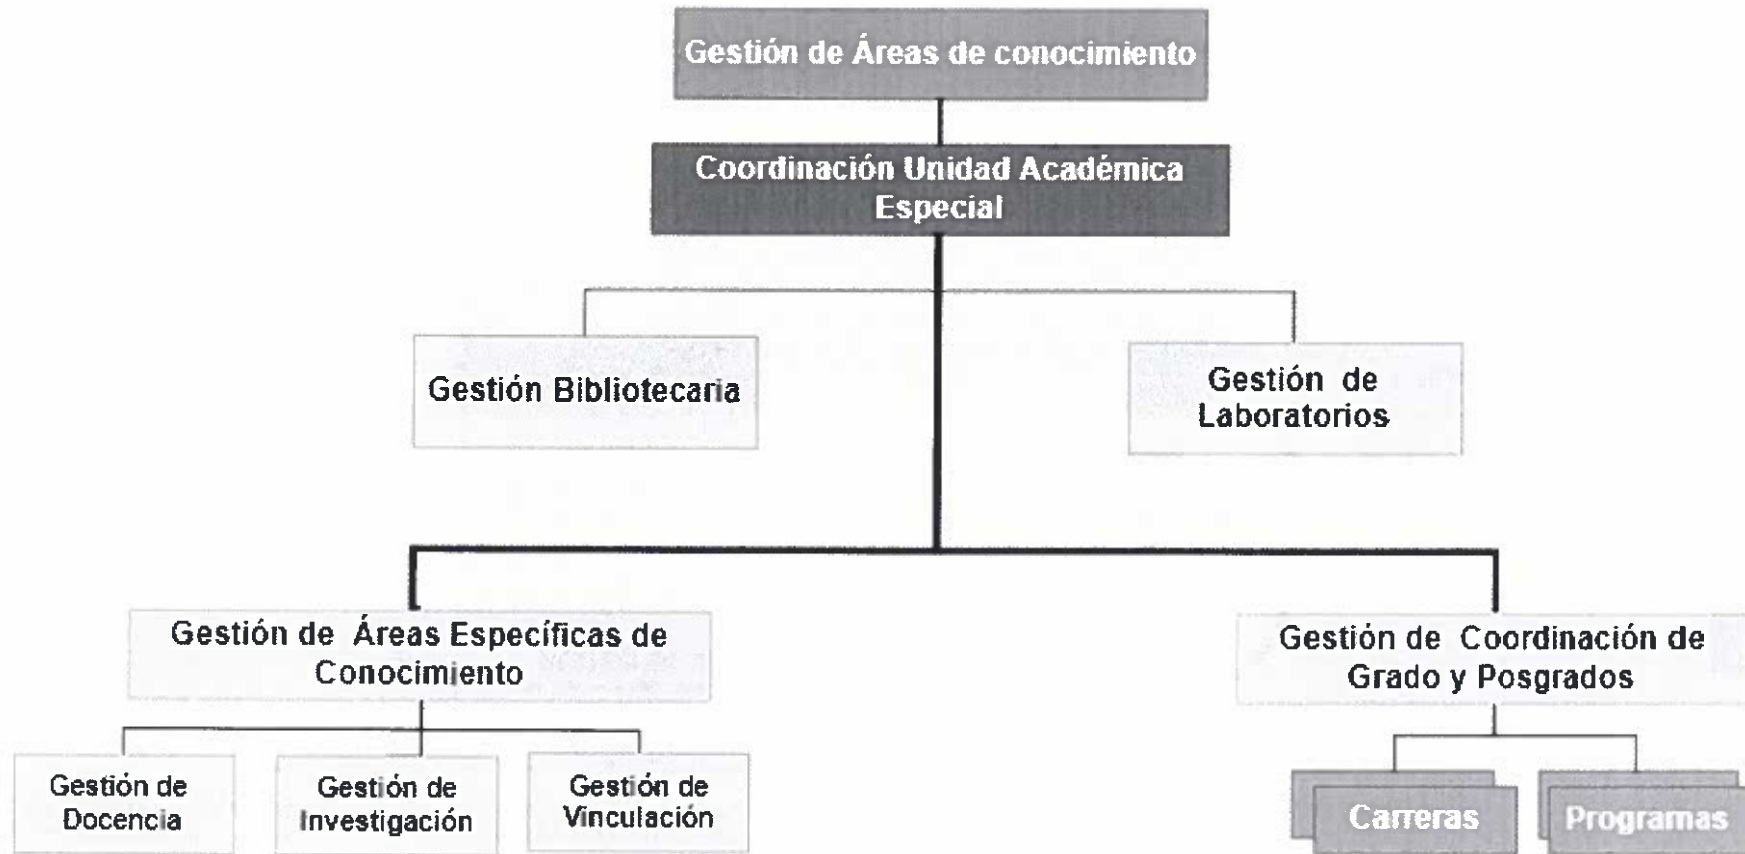 Gestión de Áreas de conocimiento
Coordinación Unidad Académica
Especial
Gestión Bibliotecaria
Gestión de
Laboratorios
Gestión de Áreas Específicas de
Conocimiento
Gestión de Coordinación de
Grado y Posgrados
Gestión de
Docencia
Gestión de
Investigación
Gestión de
Vinculación
Carreras
Programas